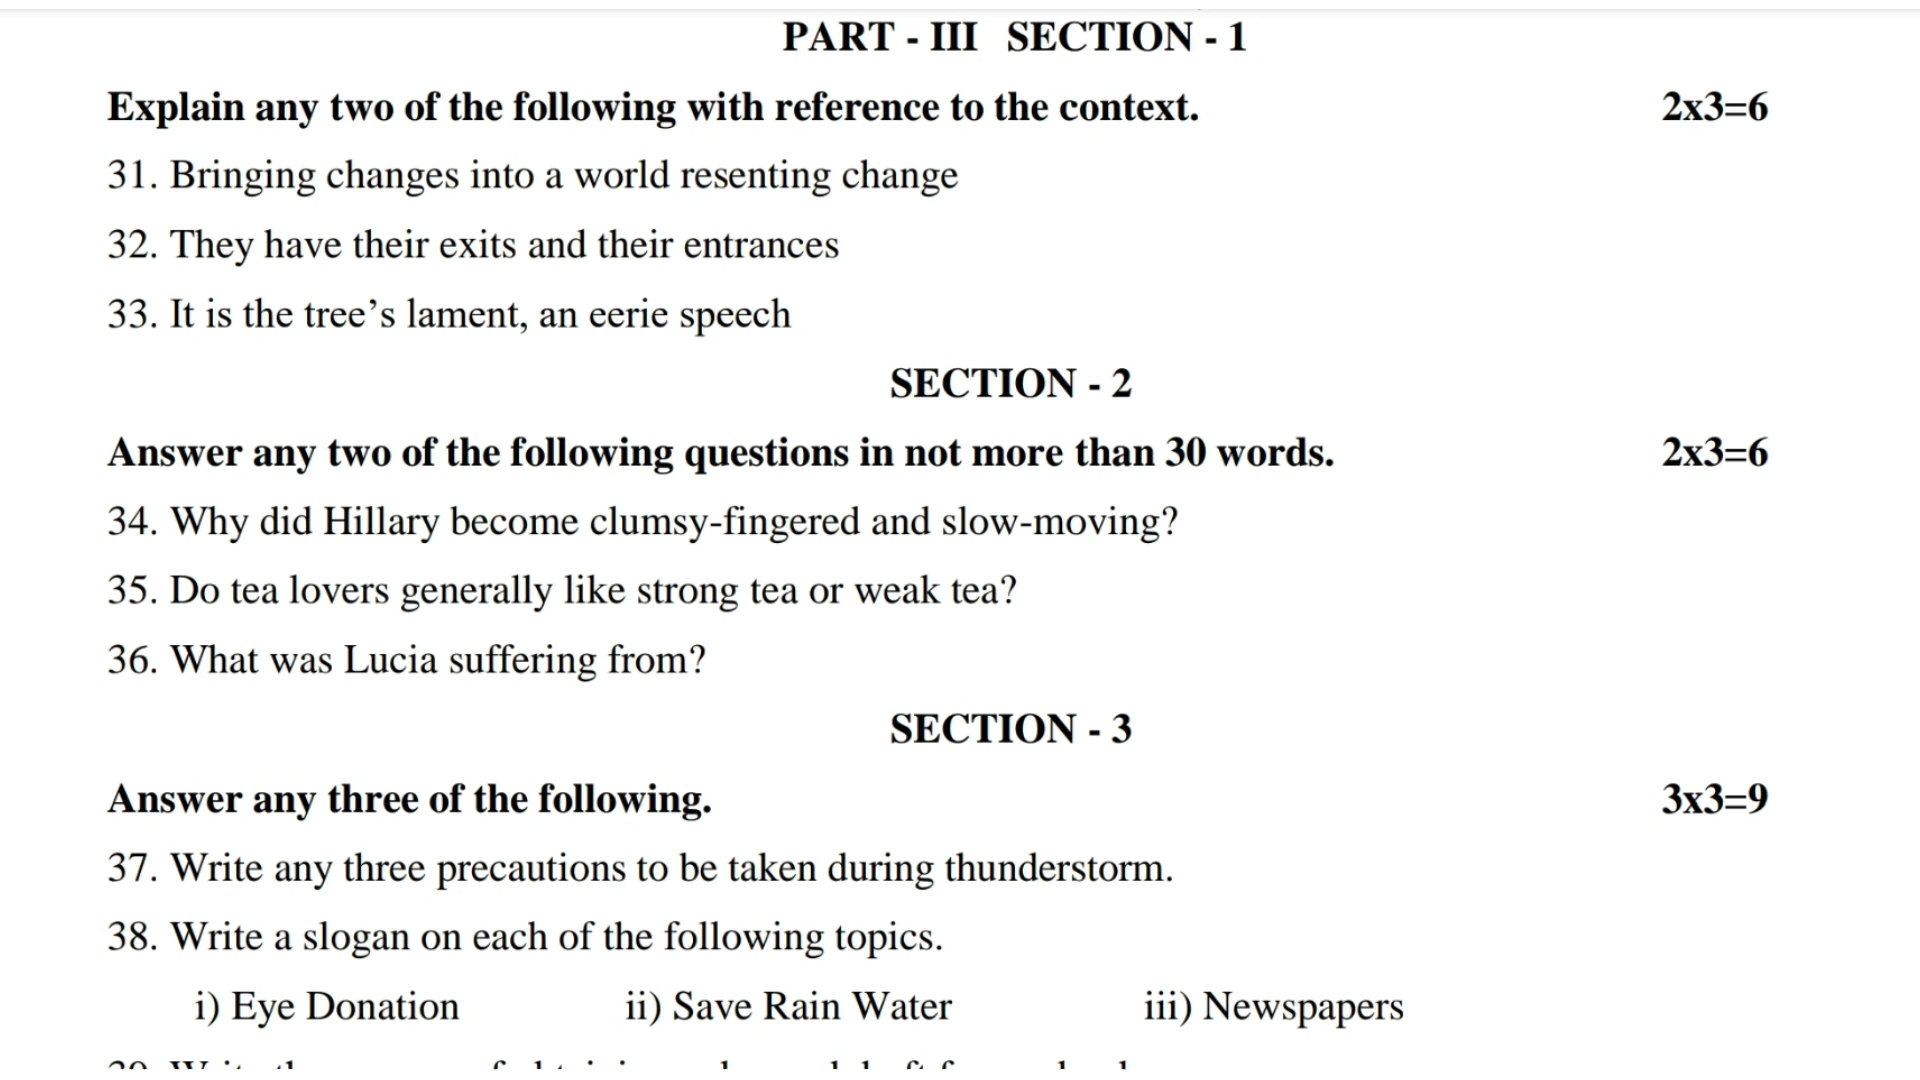 PART - III SECTION - 1
Explain any two of the following with reference to the context. 2x3=6
31. Bringing changes into a world resenting change
32. They have their exits and their entrances
33. It is the tree’s lament, an eerie speech
SECTION - 2
Answer any two of the following questions in not more than 30 words. 2x3=6
34. Why did Hillary become clumsy-fingered and slow-moving?
35. Do tea lovers generally like strong tea or weak tea?
36. What was Lucia suffering from?
SECTION - 3
Answer any three of the following. 3x3=9
37. Write any three precautions to be taken during thunderstorm.
38. Write a slogan on each of the following topics.
i) Eye Donation ii) Save Rain Water iii) Newspapers